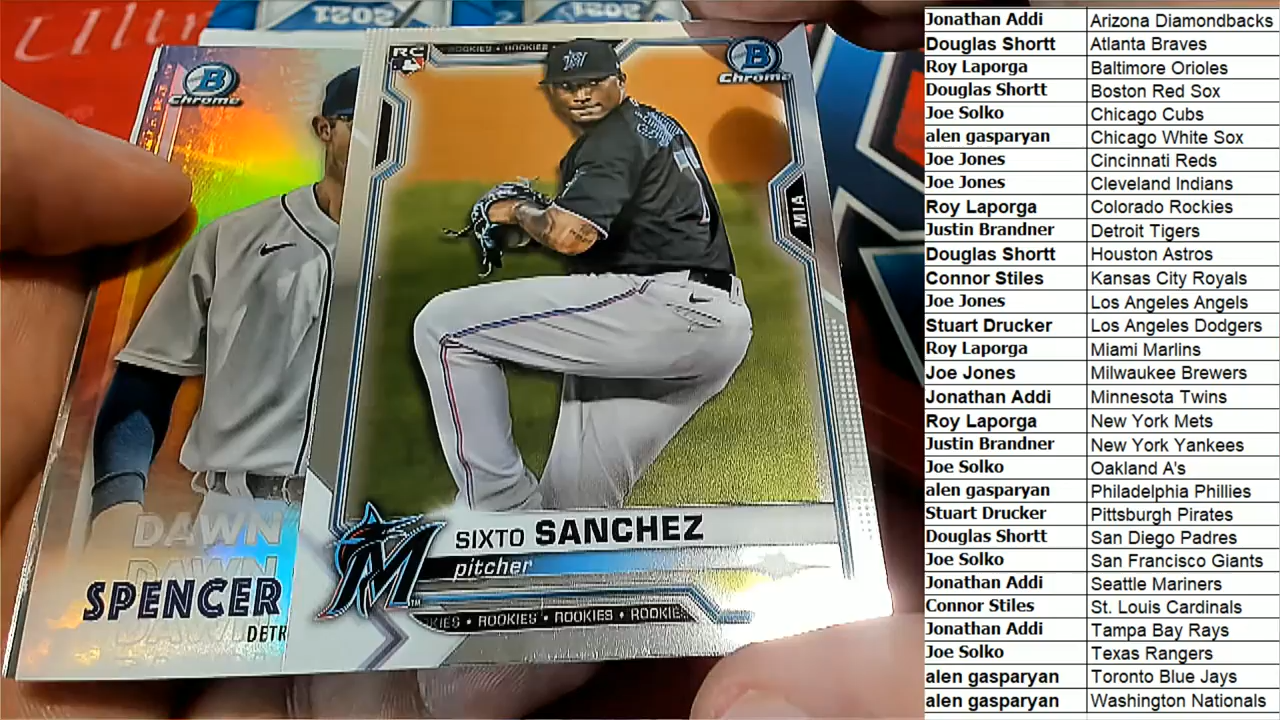 Ultr
2021
2021
B
Chrome
RC
ROOKIES • ROOKIES
B
Chrome
MIA
SIXTO SANCHEZ
pitcher
KIES • ROOKIES • ROOKIES • ROOKIE
DAWN
DAWN
DAWN
SPENCER
DETR
Jonathan Addi Arizona Diamondbacks
Douglas Shortt Atlanta Braves
Roy Laporga Baltimore Orioles
Douglas Shortt Boston Red Sox
Joe Solko Chicago Cubs
alen gasparyan Chicago White Sox
Joe Jones Cincinnati Reds
Joe Jones Cleveland Indians
Roy Laporga Colorado Rockies
Justin Brandner Detroit Tigers
Douglas Shortt Houston Astros
Connor Stiles Kansas City Royals
Joe Jones Los Angeles Angels
Stuart Drucker Los Angeles Dodgers
Roy Laporga Miami Marlins
Joe Jones Milwaukee Brewers
Jonathan Addi Minnesota Twins
Roy Laporga New York Mets
Justin Brandner New York Yankees
Joe Solko Oakland A's
alen gasparyan Philadelphia Phillies
Stuart Drucker Pittsburgh Pirates
Douglas Shortt San Diego Padres
Joe Solko San Francisco Giants
Jonathan Addi Seattle Mariners
Connor Stiles St. Louis Cardinals
Jonathan Addi Tampa Bay Rays
Joe Solko Texas Rangers
alen gasparyan Toronto Blue Jays
alen gasparyan Washington Nationals